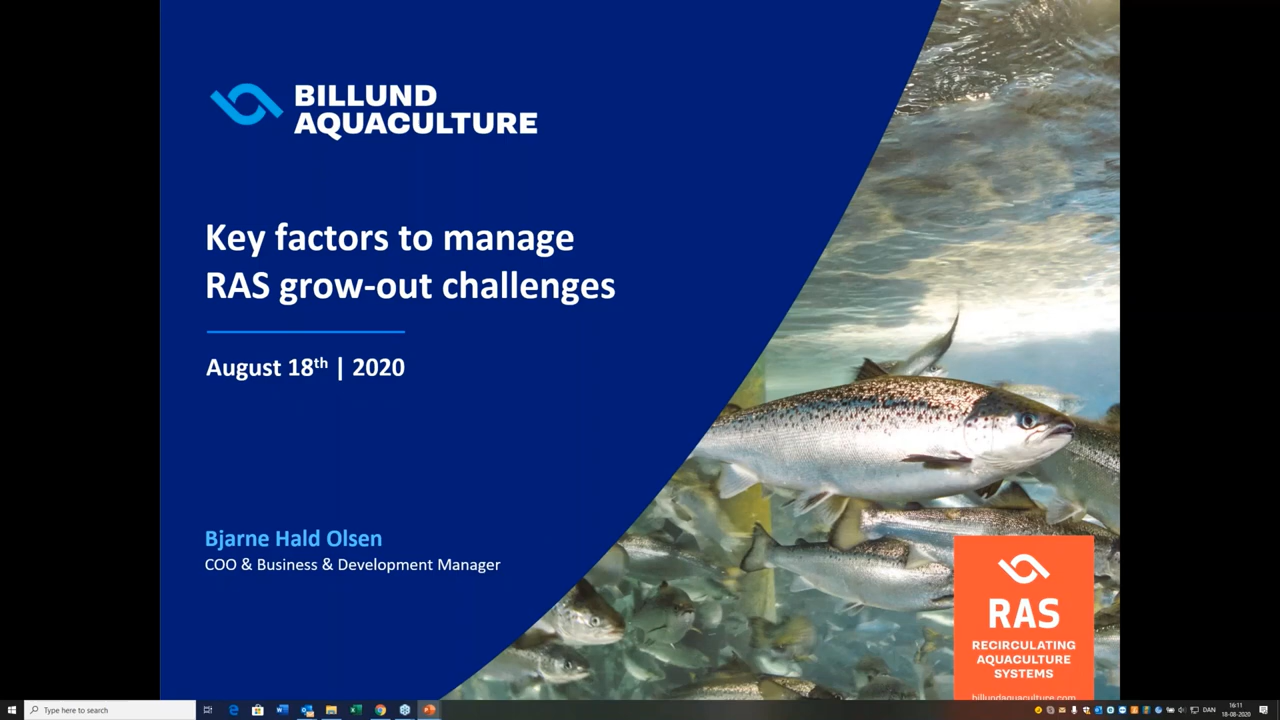 BILLUND
AQUACULTURE
Key factors to manage
RAS grow-out challenges
August 18th | 2020
Bjarne Hald Olsen
COO & Business & Development Manager
RAS
RECIRCULATING
AQUACULTURE
SYSTEMS
billundaquaculture.com
Type here to search
DAN
16:11
18-08-2020